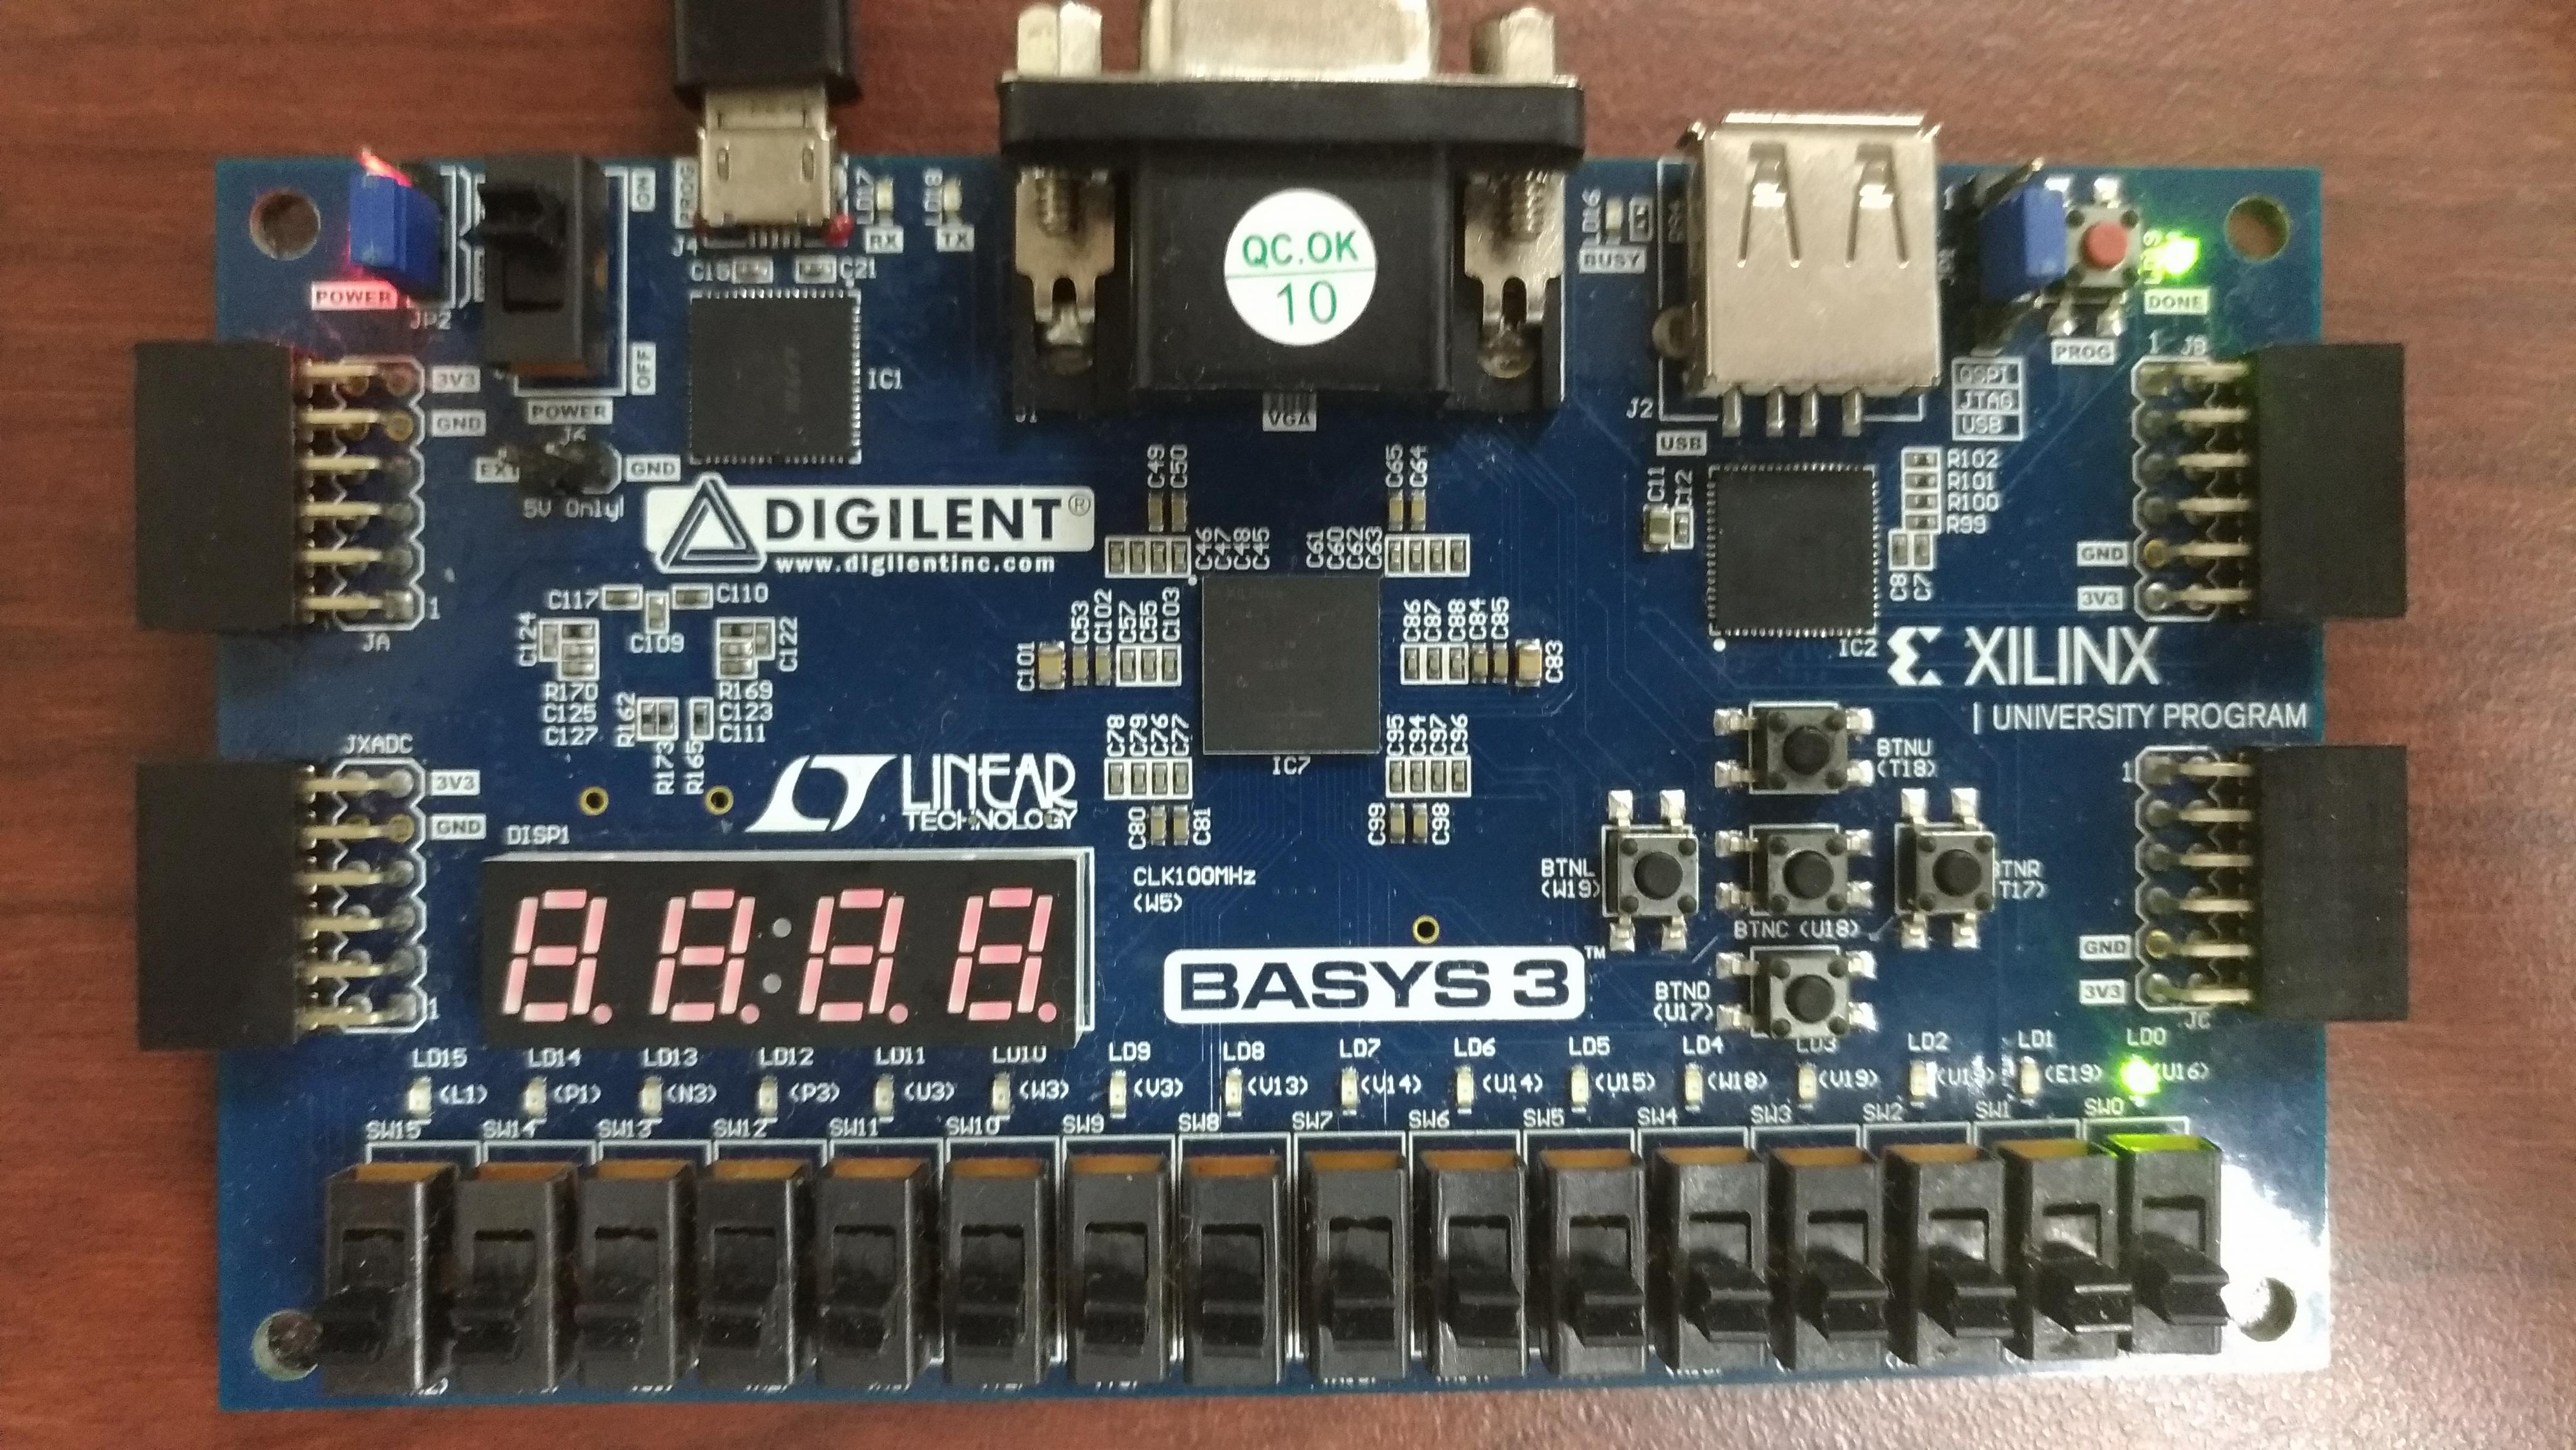 ON
PROG
LD17
LD18
RX
TX
J4
C21
QC.OK
10
LD16
BUSY
POWER
JP2
OFF
POWER
IC1
VGA
J2
USB
DONE
PROG
QSPI
JTAG
USB
1
JB
3V3
GND
EXT
GND
5V Only!
DIGILENT®
www.digilentinc.com
1
JA
C49
C50
C65
C64
C46
C47
C48
C45
C61
C60
C62
C63
C11
C12
R102
R101
R100
R99
C8
C7
GND
3V3
IC2
XILINX
UNIVERSITY PROGRAM
C117
C110
C109
C124
C122
R170
C125
C127
R169
C123
C111
R162
R173
R165
C101
C53
C102
C57
C55
C103
C86
C87
C88
C84
C85
C83
C78
C79
C76
C77
C95
C94
C97
C96
IC7
C80
C81
C99
C98
JXADC
3V3
GND
1
LT LINEAR
TECHNOLOGY
DISP1
CLK100MHz
(W5)
BASYS 3™
BTNU
(T18)
BTNL
(W19)
BTNR
T17)
BTNC (U18)
BTND
(U17)
1
GND
3V3
JC
LD15
LD14
LD13
LD12
LD11
LD10
LD9
LD8
LD7
LD6
LD5
LD4
LD3
LD2
LD1
LD0
(L1)
(P1)
(N3)
(P3)
(U3)
(W3)
(V3)
(V13)
(V14)
(U14)
(U15)
(W18)
(V19)
(E19)
(U16)
SW15
SW14
SW13
SW12
SW11
SW10
SW9
SW8
SW7
SW6
SW5
SW4
SW3
SW2
SW1
SW0